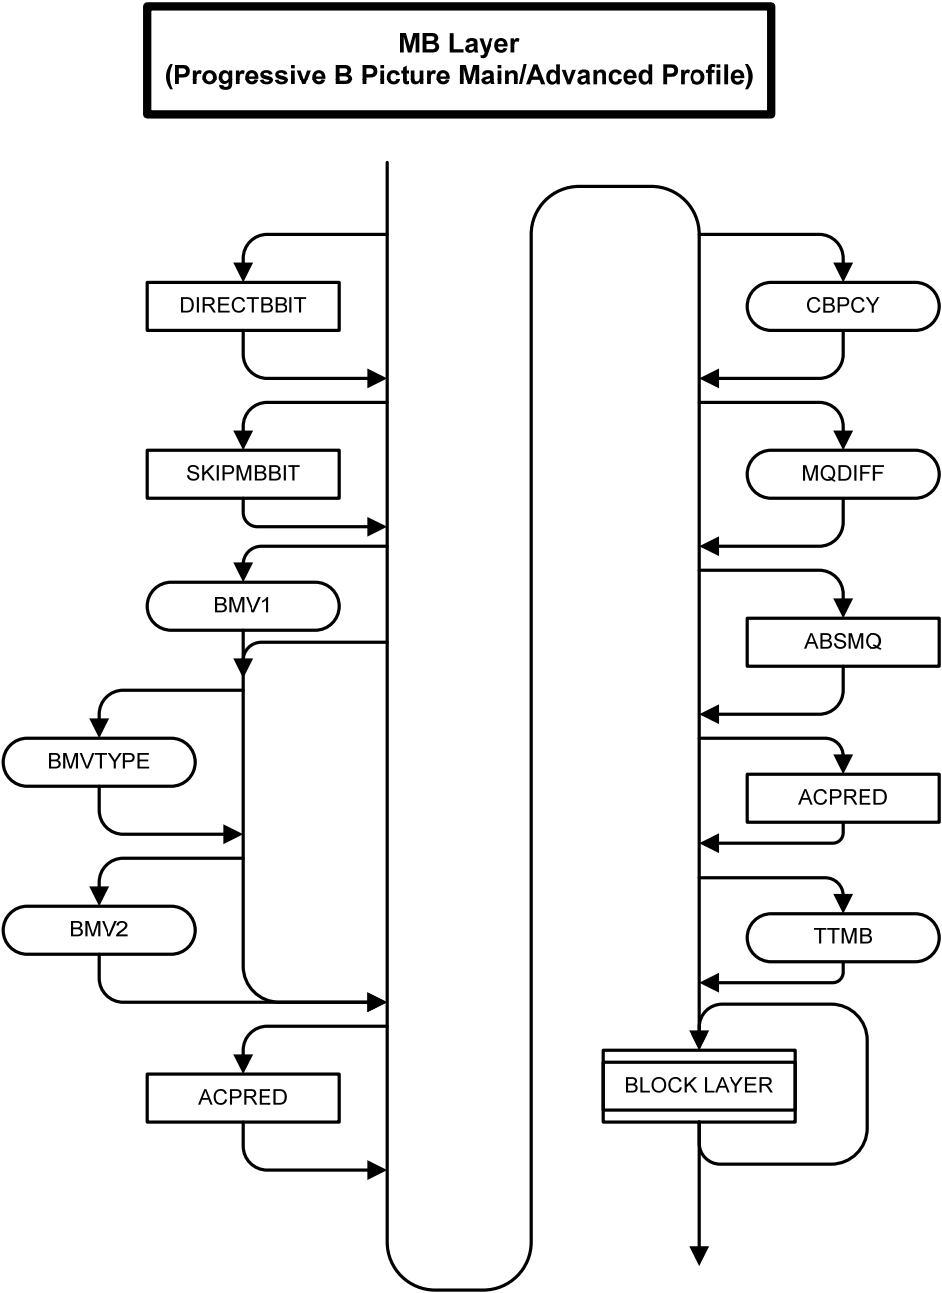 MB Layer
(Progressive B Picture Main/Advanced Profile)
DIRECTBBIT
SKIPMBBIT
BMV1
BMVTYPE
BMV2
ACPRED
CBPCY
MQDIFF
ABSMQ
ACPRED
TTMB
BLOCK LAYER